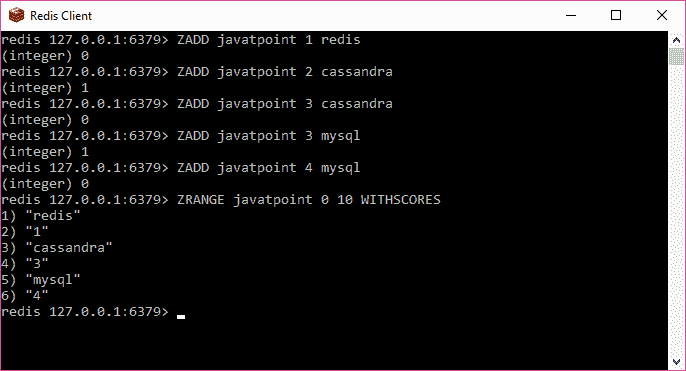 Redis Client
redis 127.0.0.1:6379> ZADD javatpoint 1 redis
(integer) 0
redis 127.0.0.1:6379> ZADD javatpoint 2 cassandra
(integer) 1
redis 127.0.0.1:6379> ZADD javatpoint 3 cassandra
(integer) 0
redis 127.0.0.1:6379> ZADD javatpoint 3 mysql
(integer) 1
redis 127.0.0.1:6379> ZADD javatpoint 4 mysql
(integer) 0
redis 127.0.0.1:6379> ZRANGE javatpoint 0 10 WITHSCORES
1) "redis"
2) "1"
3) "cassandra"
4) "3"
5) "mysql"
6) "4"
redis 127.0.0.1:6379>